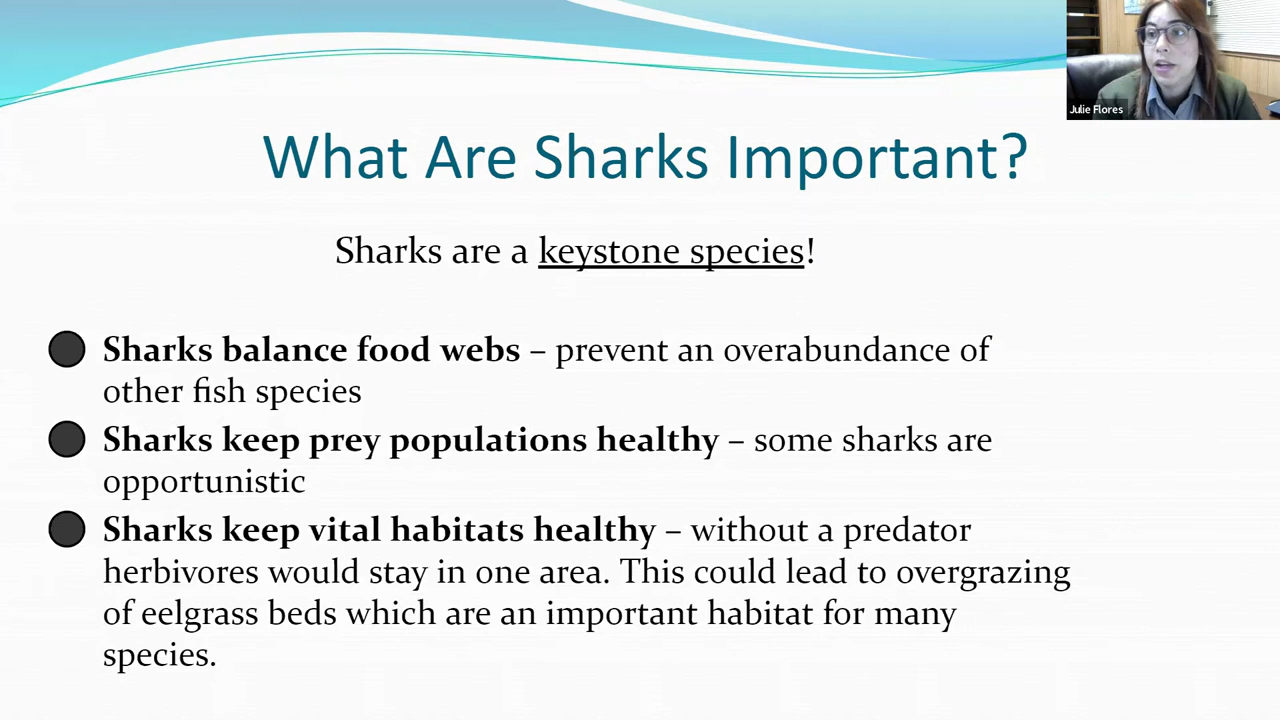 Julie Flores
What Are Sharks Important?
Sharks are a keystone species!
Sharks balance food webs – prevent an overabundance of
other fish species
Sharks keep prey populations healthy – some sharks are
opportunistic
Sharks keep vital habitats healthy – without a predator
herbivores would stay in one area. This could lead to overgrazing
of eelgrass beds which are an important habitat for many
species.